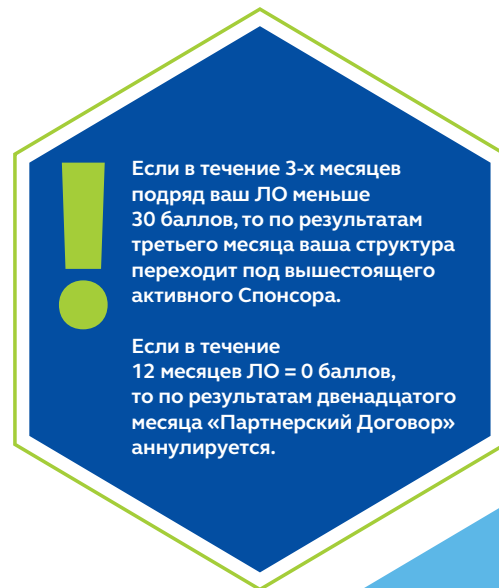 !
Если в течение 3-х месяцев
подряд ваш ЛО меньше
30 баллов, то по результатам
третьего месяца ваша структура
переходит под вышестоящего
активного Спонсора.
Если в течение
12 месяцев ЛО = 0 баллов,
то по результатам двенадцатого
месяца «Партнерский Договор»
аннулируется.